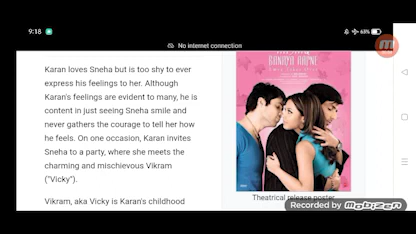 9:18
63%
No internet connection
Karan loves Sneha but is too shy to ever
express his feelings to her. Although
Karan's feelings are evident to many, he is
content in just seeing Sneha smile and
never gathers the courage to tell her how
he feels. On one occasion, Karan invites
Sneha to a party, where she meets the
charming and mischievous Vikram
("Vicky").
Vikram, aka Vicky is Karan's childhood
Theatrical release poster
Recorded by mobizen